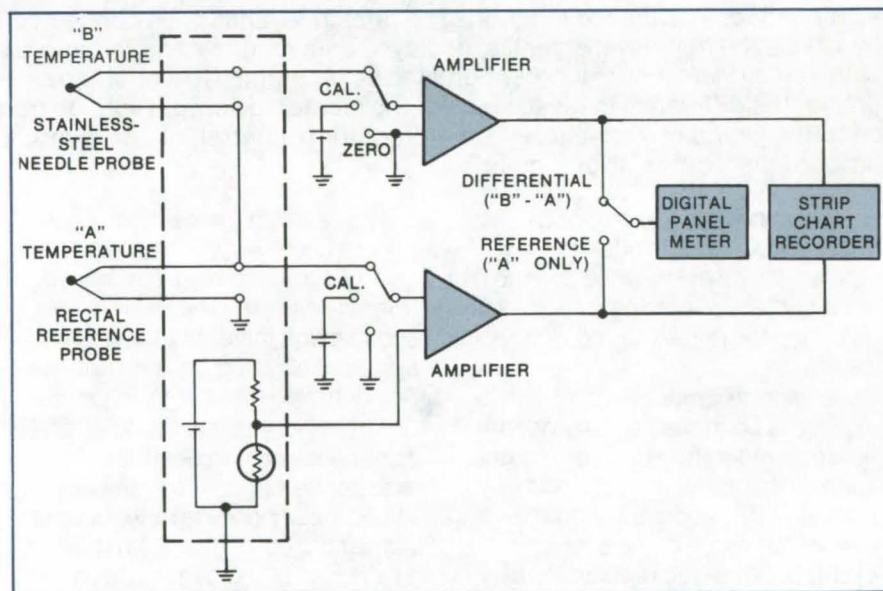 “B”
TEMPERATURE
STAINLESS-
STEEL
NEEDLE PROBE
“A”
TEMPERATURE
RECTAL
REFERENCE
PROBE
CAL.
ZERO
AMPLIFIER
CAL.
AMPLIFIER
DIFFERENTIAL
(“B” - “A”)
REFERENCE
(“A” ONLY)
DIGITAL
PANEL
METER
STRIP
CHART
RECORDER